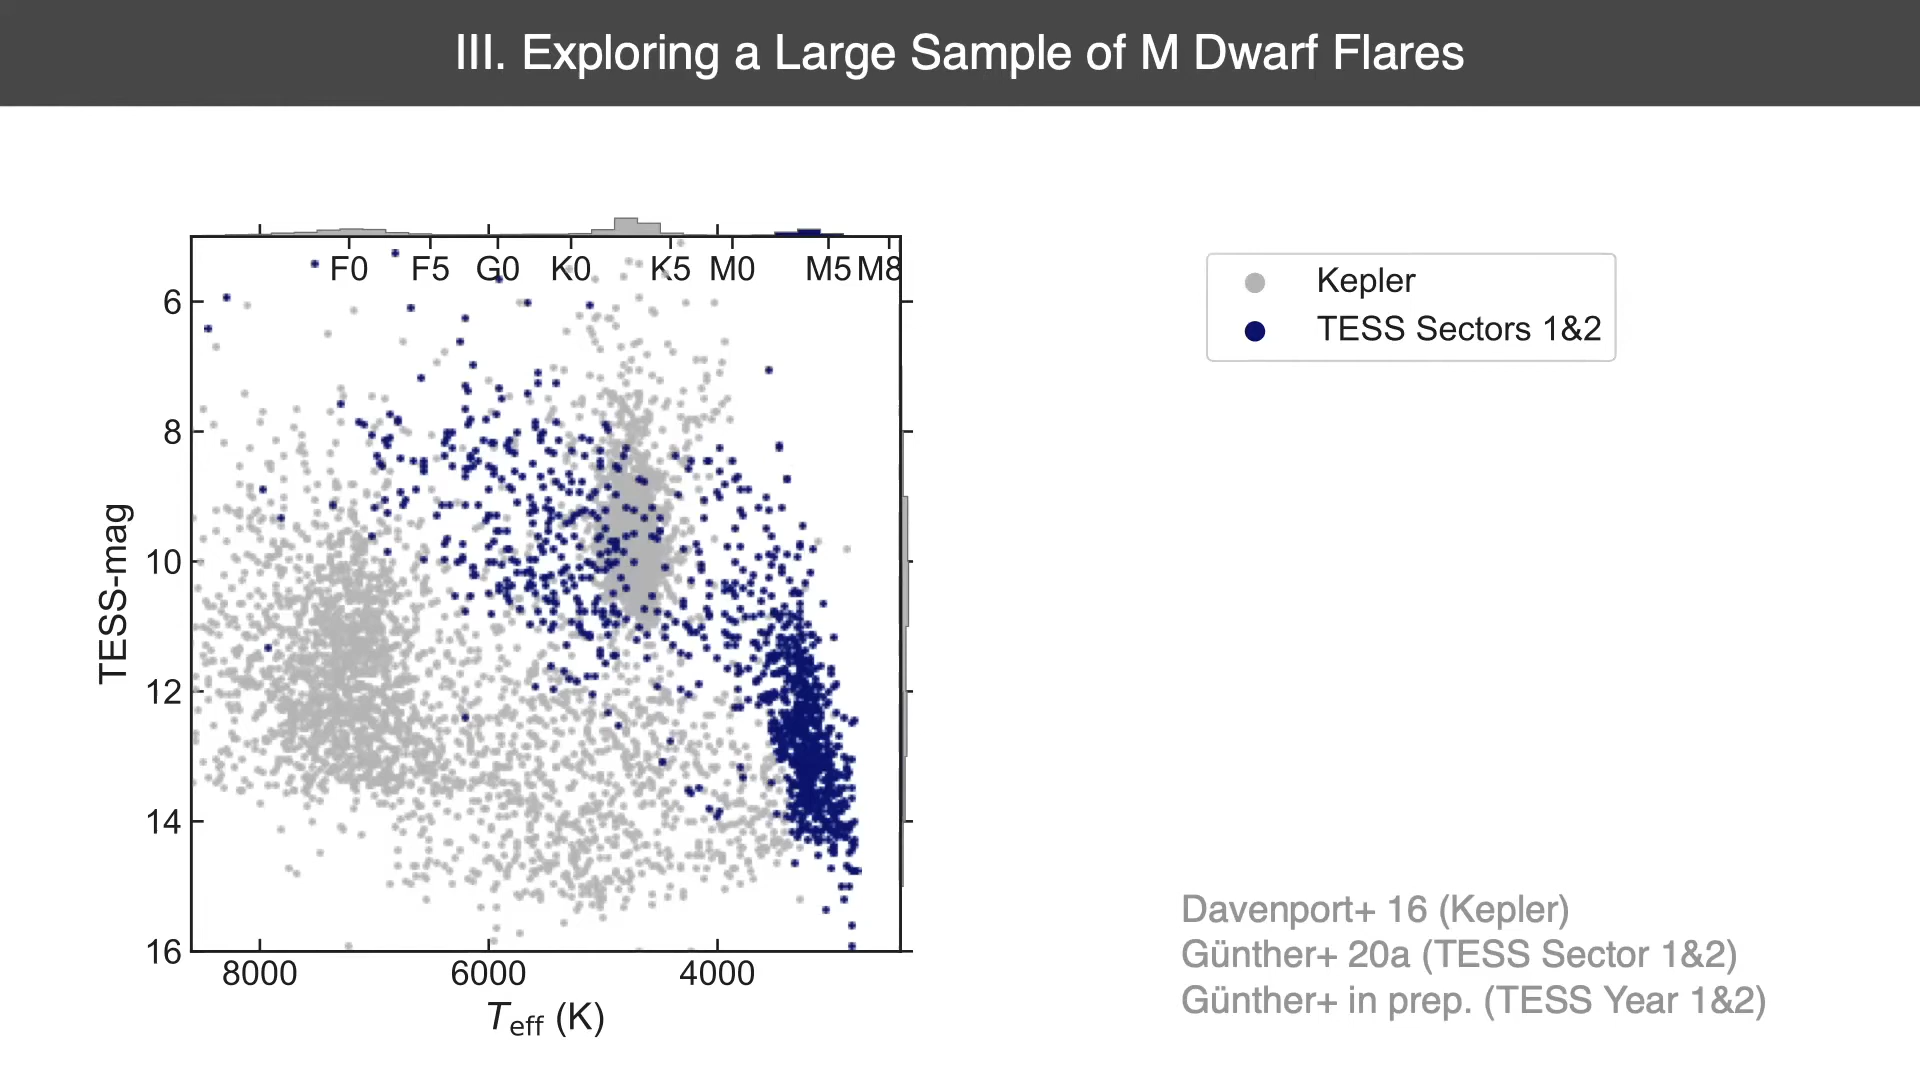 III. Exploring a Large Sample of M Dwarf Flares
F0 F5 G0 K0 K5 M0 M5 M8
6
8
10
12
14
16
TESS-mag
8000 6000 4000
Teff (K)
Kepler
TESS Sectors 1&2
Davenport+ 16 (Kepler)
Günther+ 20a (TESS Sector 1&2)
Günther+ in prep. (TESS Year 1&2)